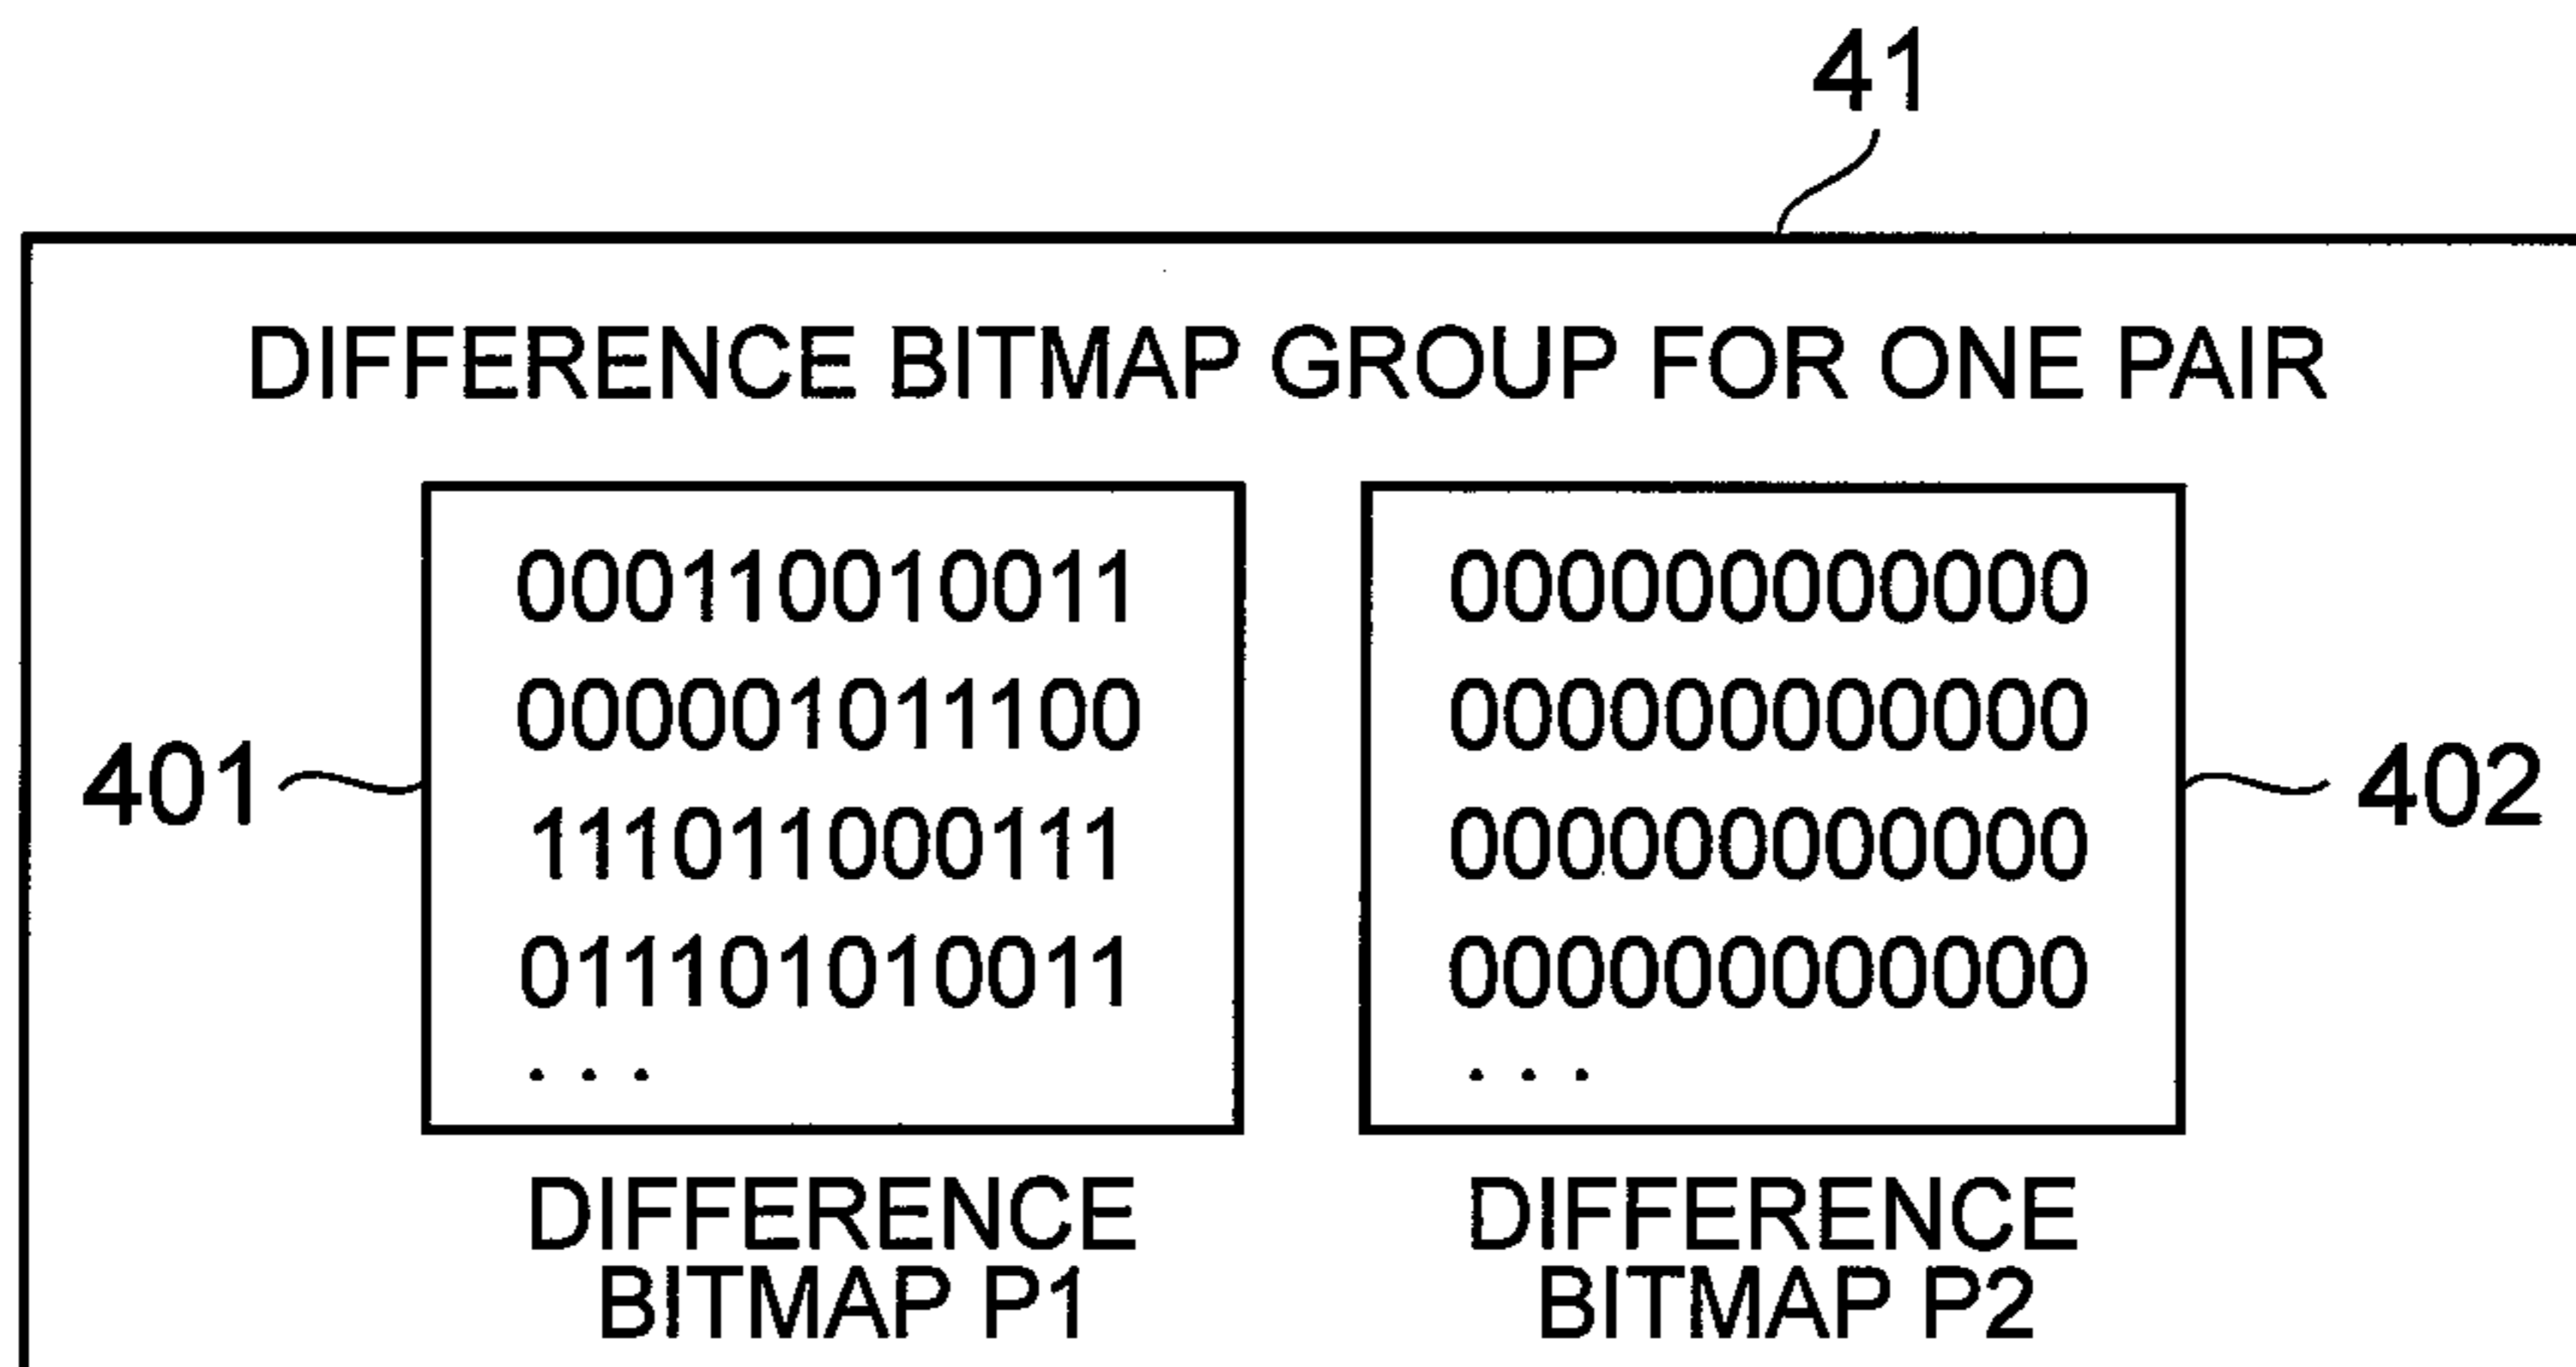 41
DIFFERENCE BITMAP GROUP FOR ONE PAIR
401
000110010011
000001011100
111011000111
011101010011
...
DIFFERENCE
BITMAP P1
000000000000
000000000000
000000000000
000000000000
...
402
DIFFERENCE
BITMAP P2